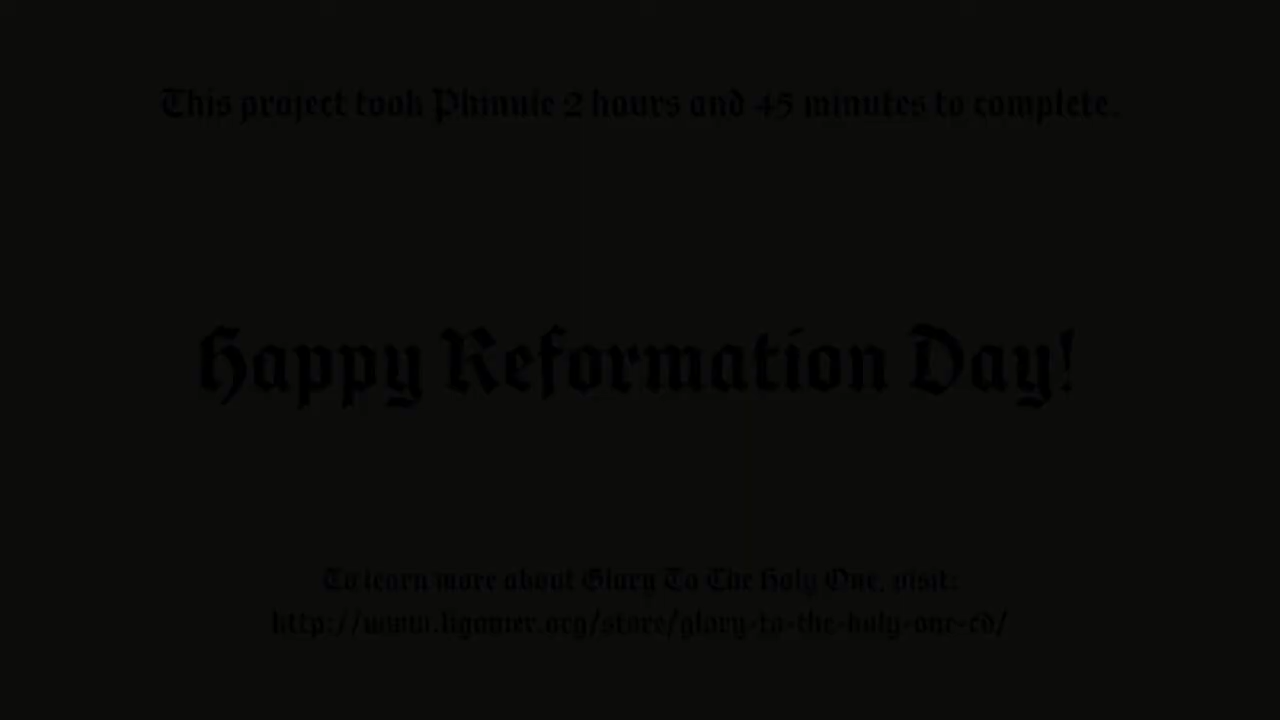 This project took Phinnie 2 hours and 45 minutes to complete.
Happy Reformation Day!
To learn more about Glory To The Holy One, visit:
http://www.ligonier.org/store/glory-to-the-holy-one-cd/